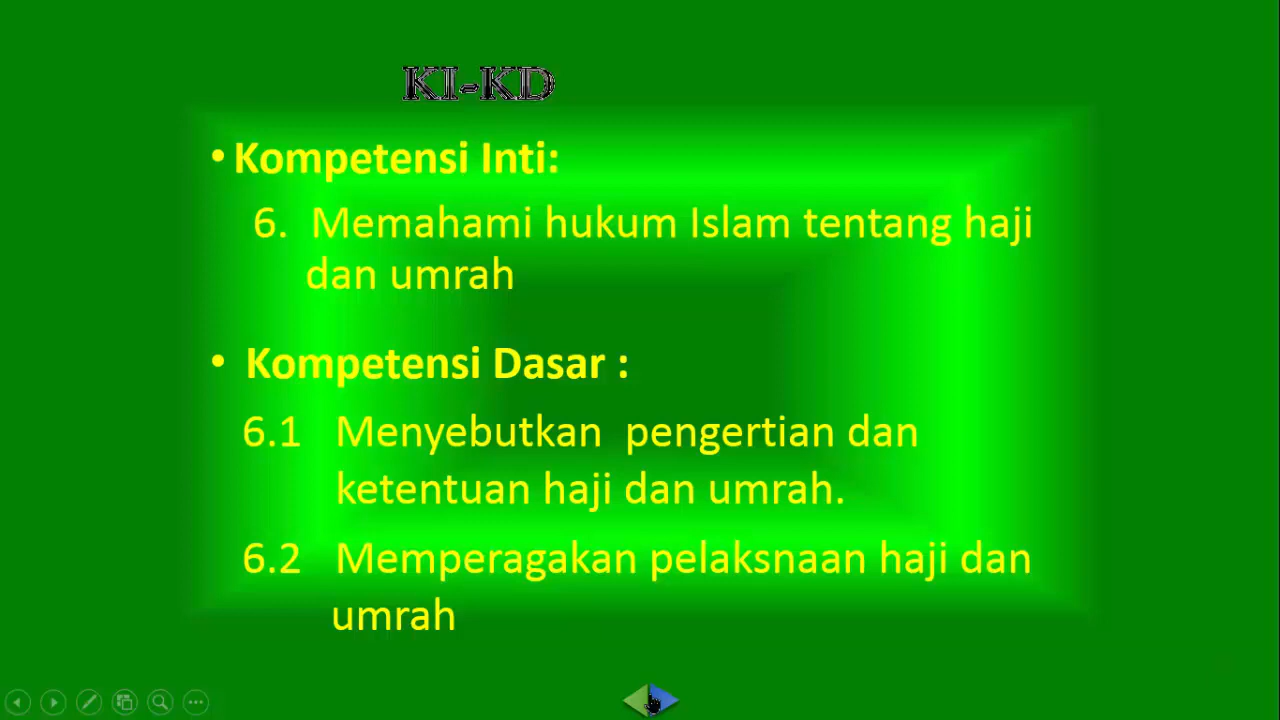 KI-KD
• Kompetensi Inti:
6. Memahami hukum Islam tentang haji
dan umrah
• Kompetensi Dasar :
6.1 Menyebutkan pengertian dan
ketentuan haji dan umrah.
6.2 Memperagakan pelaksnaan haji dan
umrah